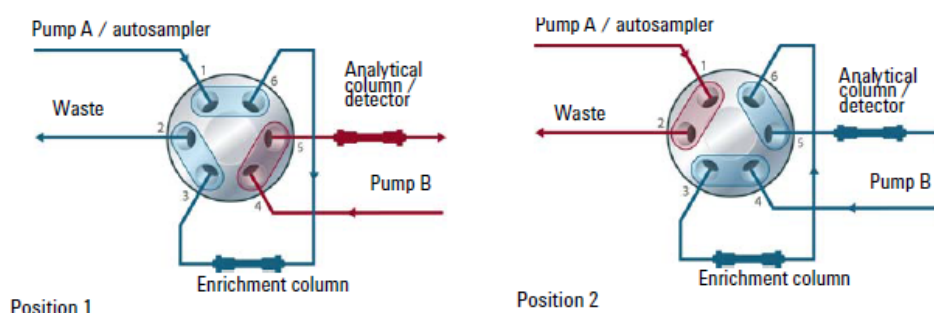 Pump A / autosampler
1
6
Analytical
column /
detector
Waste
2
5
Pump B
3
4
Enrichment column
Position 1
Pump A / autosampler
1
6
Analytical
column /
detector
Waste
2
5
Pump B
3
4
Enrichment column
Position 2